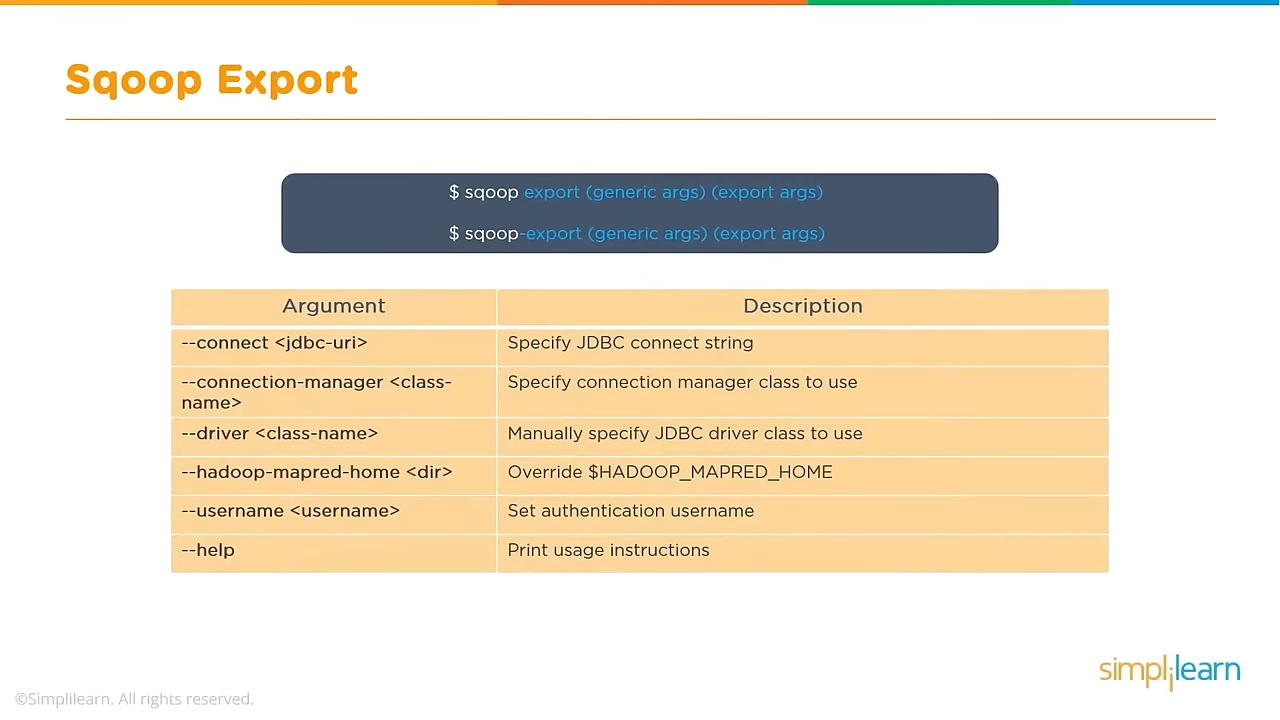 Sqoop Export
$ sqoop export (generic args) (export args)
$ sqoop-export (generic args) (export args)
Argument Description
--connect <jdbc-uri> Specify JDBC connect string
--connection-manager <class-
name> Specify connection manager class to use
--driver <class-name> Manually specify JDBC driver class to use
--hadoop-mapred-home <dir> Override $HADOOP_MAPRED_HOME
--username <username> Set authentication username
--help Print usage instructions
simplilearn
©Simplilearn. All rights reserved.